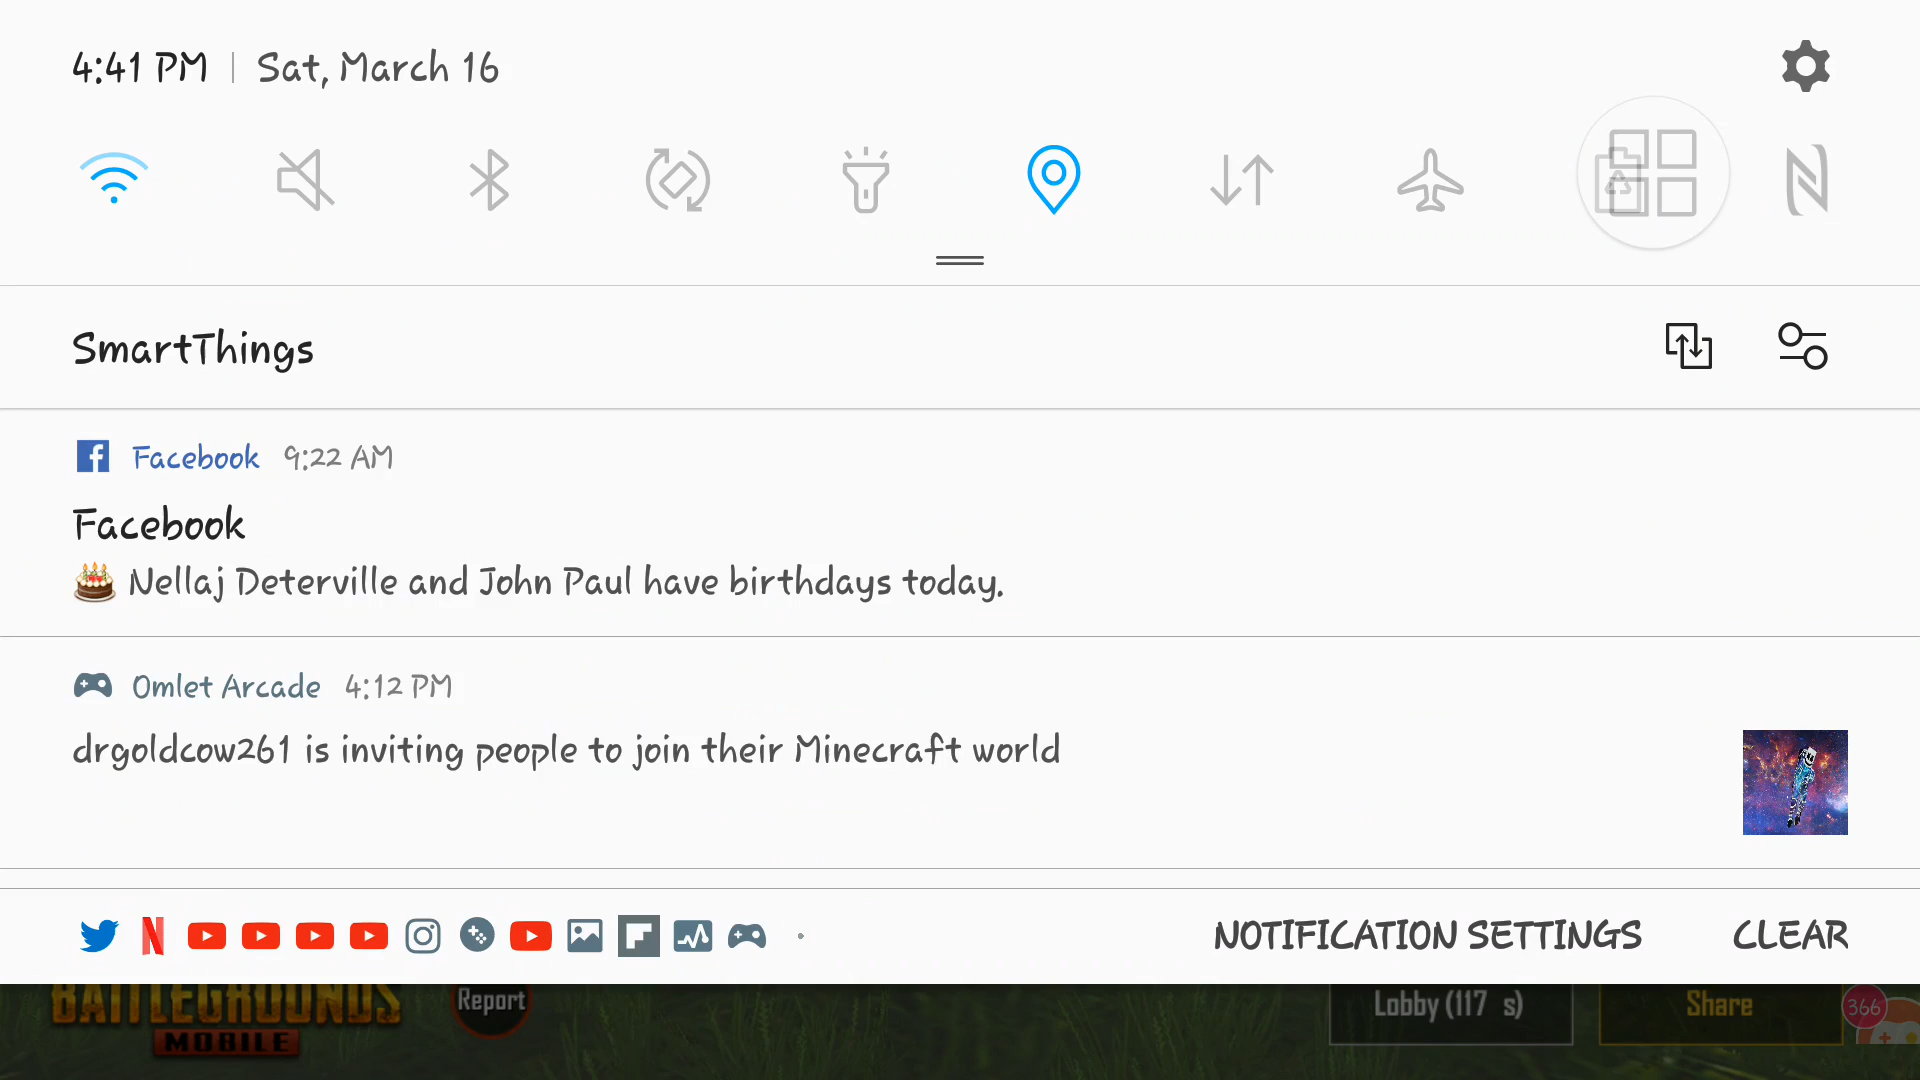 4:41 PM | Sat, March 16
SmartThings
Facebook 9:22 AM
Facebook
🎂 Nellaj Deterville and John Paul have birthdays today.
Omlet Arcade 4:12 PM
drgoldcow261 is inviting people to join their Minecraft world
NOTIFICATION SETTINGS CLEAR
BATTLEGROUNDS
MOBILE
Report
Lobby (117 s)
Share
366